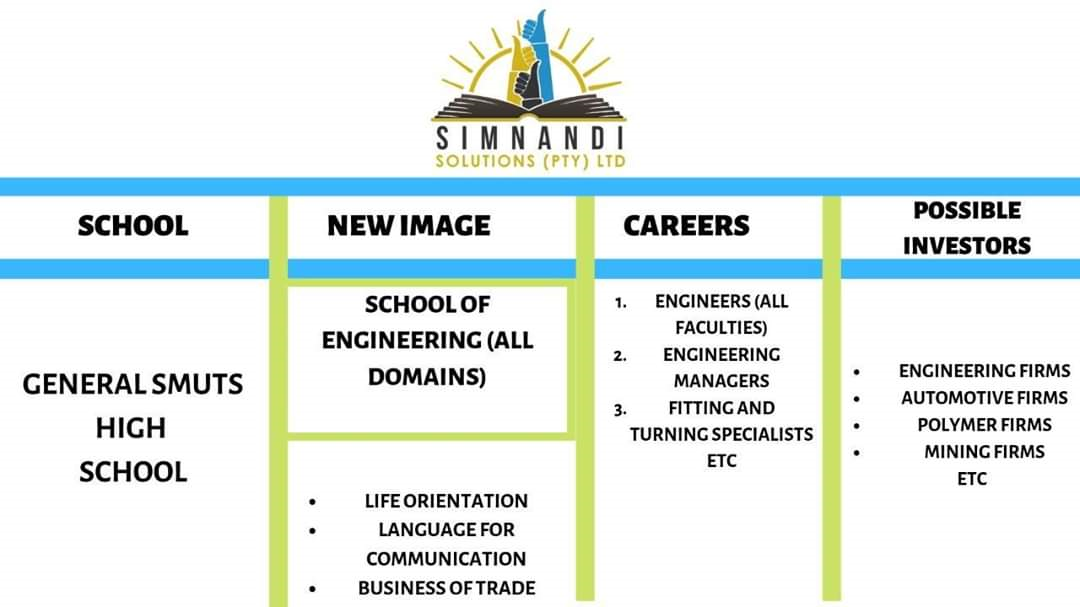 SIMNANDI
SOLUTIONS (PTY) LTD
SCHOOL
NEW IMAGE
CAREERS
POSSIBLE
INVESTORS
GENERAL SMUTS
HIGH
SCHOOL
SCHOOL OF
ENGINEERING (ALL
DOMAINS)
• LIFE ORIENTATION
• LANGUAGE FOR
COMMUNICATION
• BUSINESS OF TRADE
1. ENGINEERS (ALL
FACULTIES)
2. ENGINEERING
MANAGERS
3. FITTING AND
TURNING SPECIALISTS
ETC
• ENGINEERING FIRMS
• AUTOMOTIVE FIRMS
• POLYMER FIRMS
• MINING FIRMS
ETC